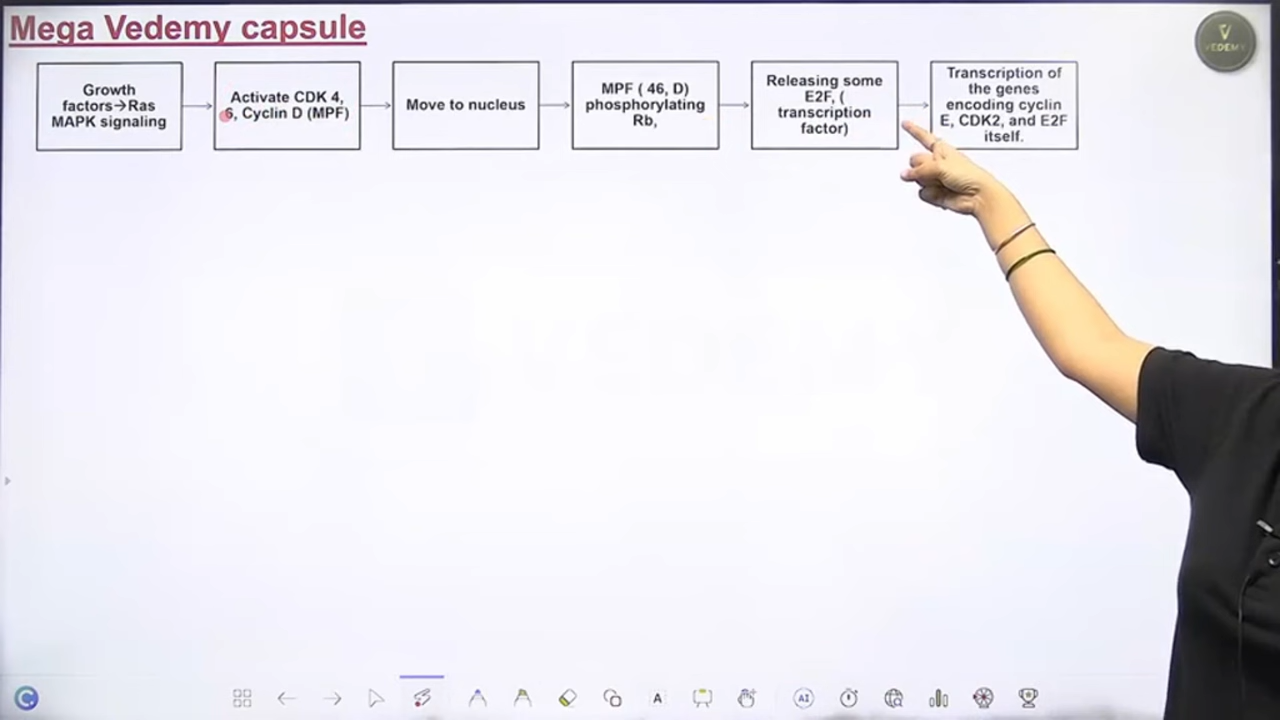 Mega Vedemy capsule
Growth
factors→Ras
MAPK signaling
Activate CDK 4,
6, Cyclin D (MPF)
Move to nucleus
MPF ( 46, D)
phosphorylating
Rb,
Releasing some
E2F, (
transcription
factor)
Transcription of
the genes
encoding cyclin
E, CDK2, and E2F
itself.
V
VEDEMY
A
AI